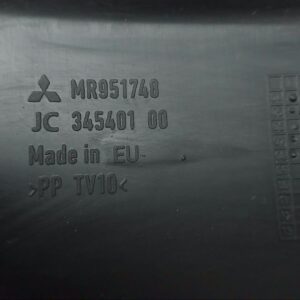 MR951748
JC 345401 00
Made in EU
>PP TV10<